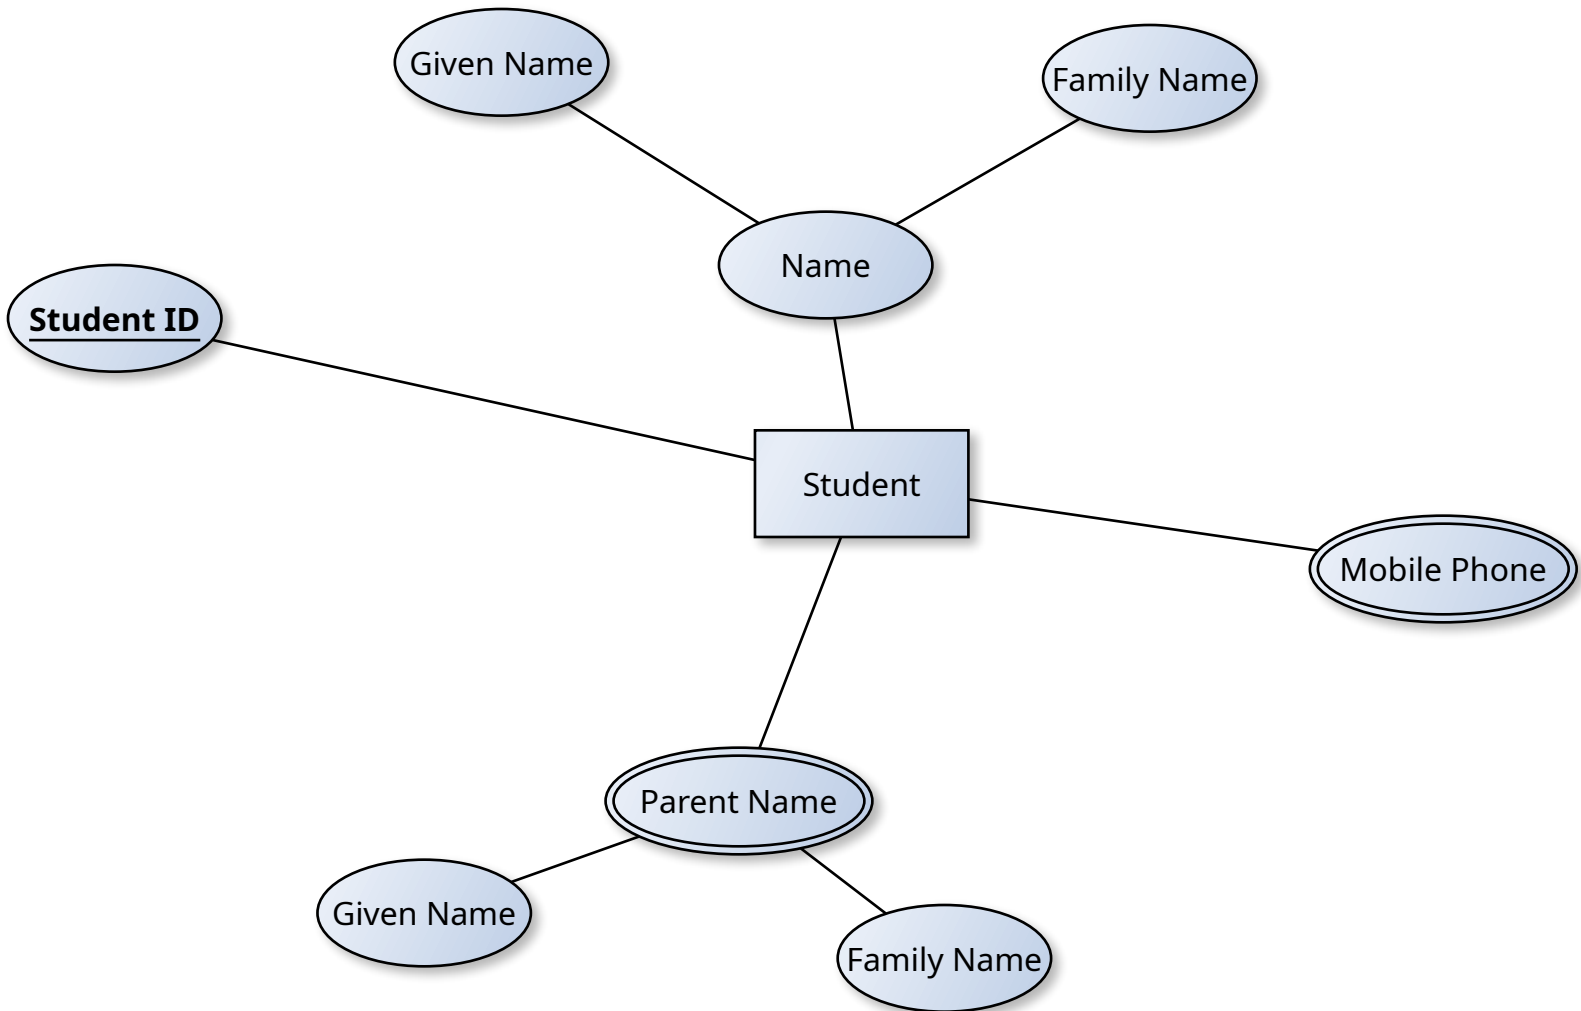 Given Name
Family Name
Name
Student ID
Student
Mobile Phone
Parent Name
Given Name
Family Name